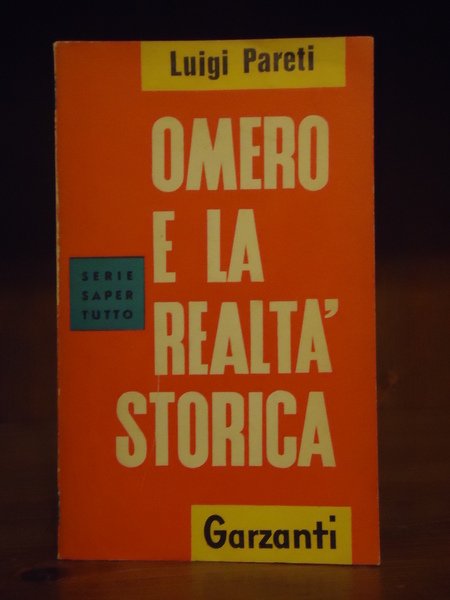 Luigi Pareti
OMERO
E LA
REALTA'
STORICA
SERIE
SAPER
TUTTO
Garzanti